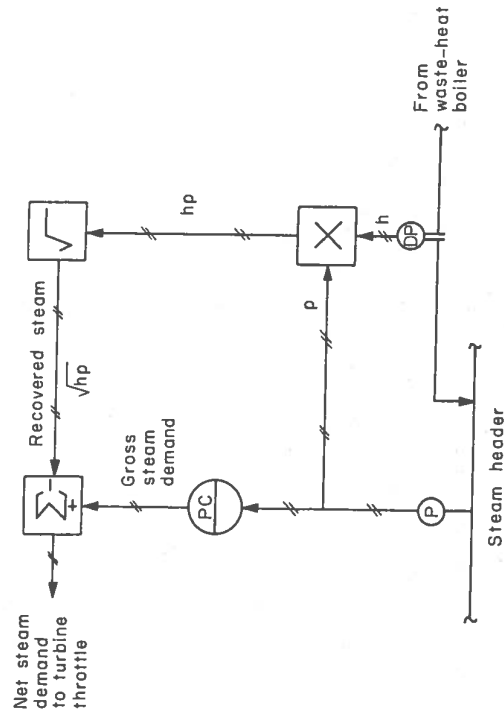 Net steam
demand
to turbine
throttle
Σ
−
+
Recovered steam
√hp
√
Gross
steam
demand
PC
hp
p
×
h
DP
From
waste-heat
boiler
P
Steam header